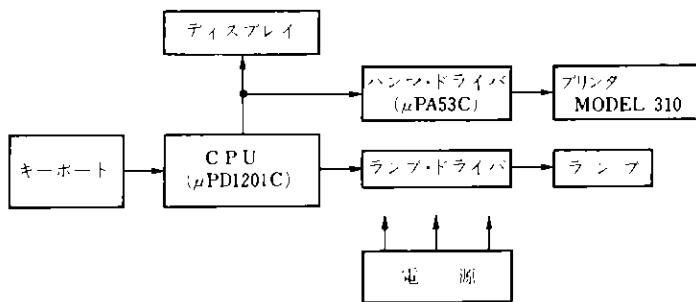 ディスプレイ
ハンマ・ドライバ
(μPA53C)
プリンタ
MODEL 310
キーボート
CPU
(μPD1201C)
ランプ・ドライバ
ランプ
電源